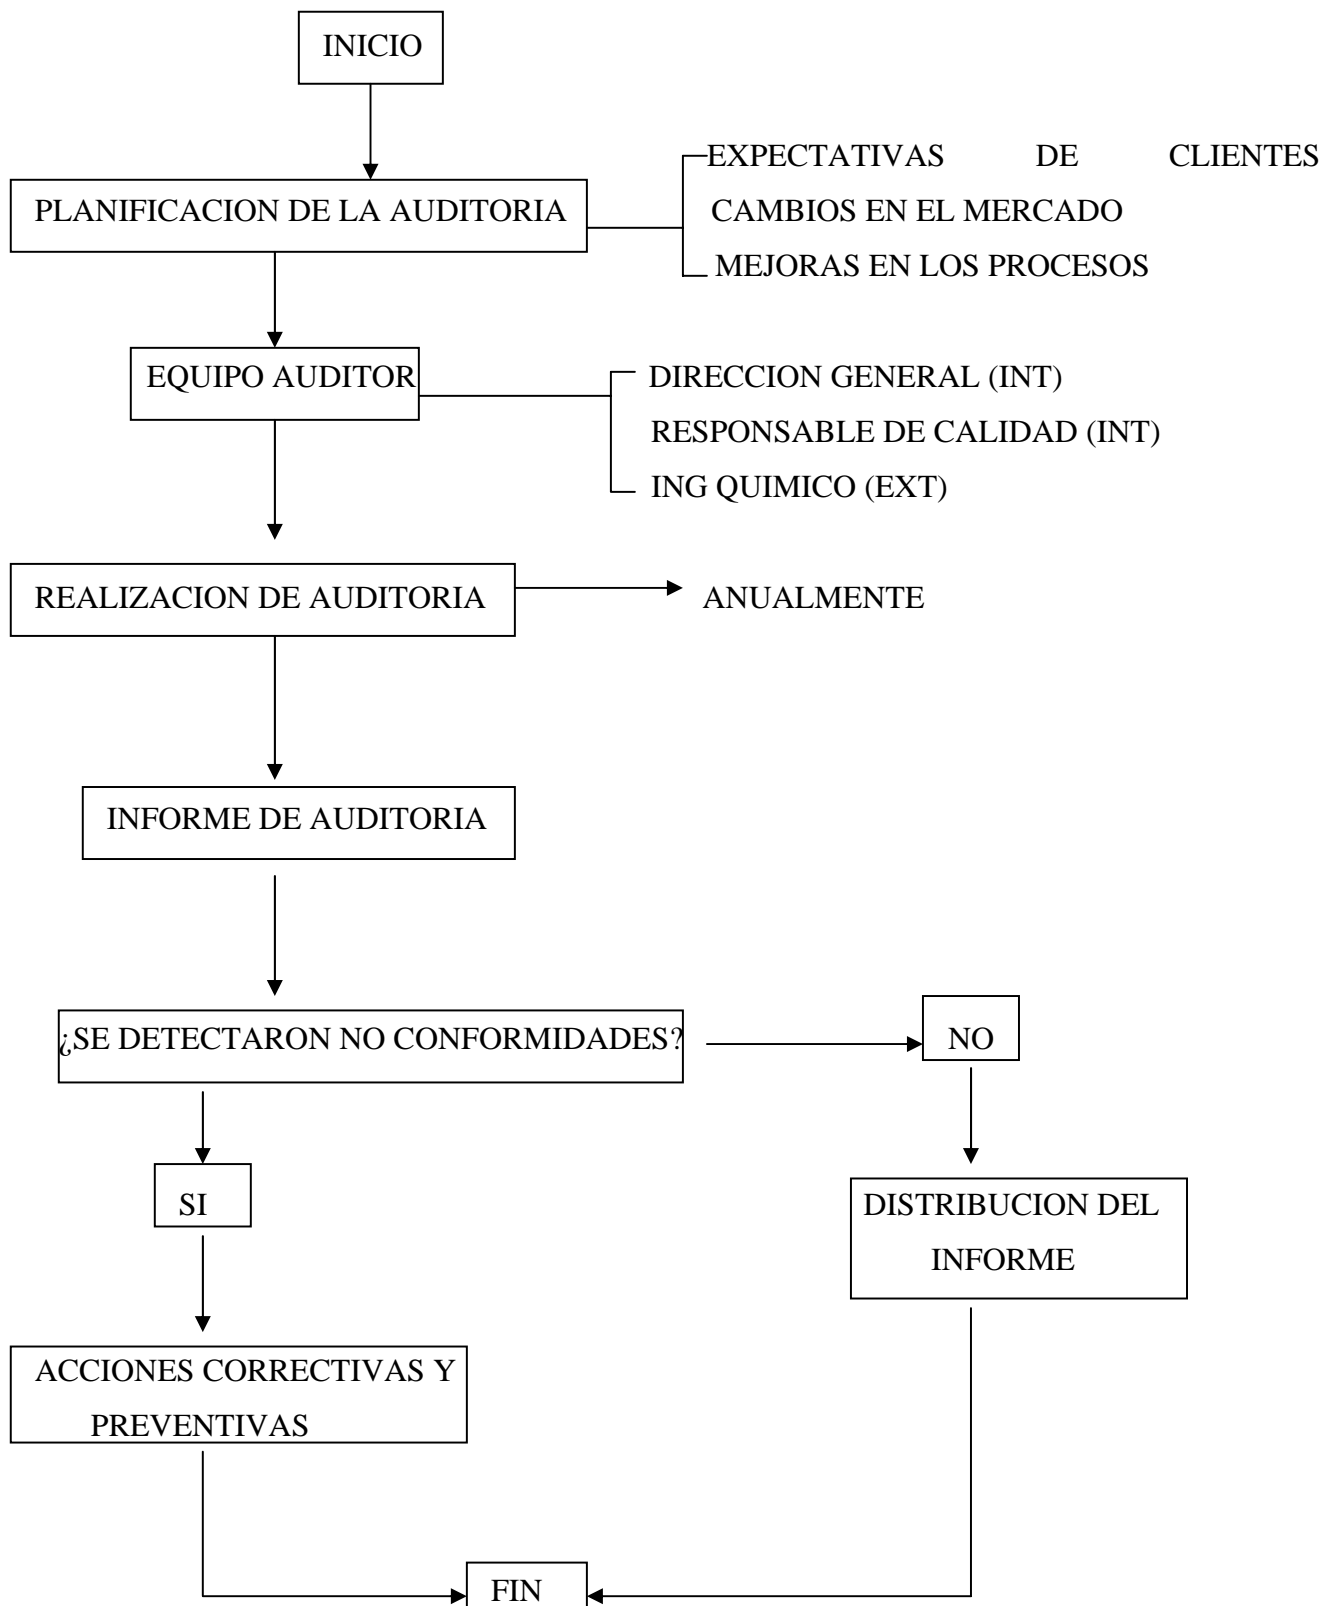 INICIO
EXPECTATIVAS DE CLIENTES
PLANIFICACION DE LA AUDITORIA
CAMBIOS EN EL MERCADO
MEJORAS EN LOS PROCESOS
EQUIPO AUDITOR
DIRECCION GENERAL (INT)
RESPONSABLE DE CALIDAD (INT)
ING QUIMICO (EXT)
REALIZACION DE AUDITORIA
ANUALMENTE
INFORME DE AUDITORIA
¿SE DETECTARON NO CONFORMIDADES?
NO
SI
DISTRIBUCION DEL
INFORME
ACCIONES CORRECTIVAS Y
PREVENTIVAS
FIN